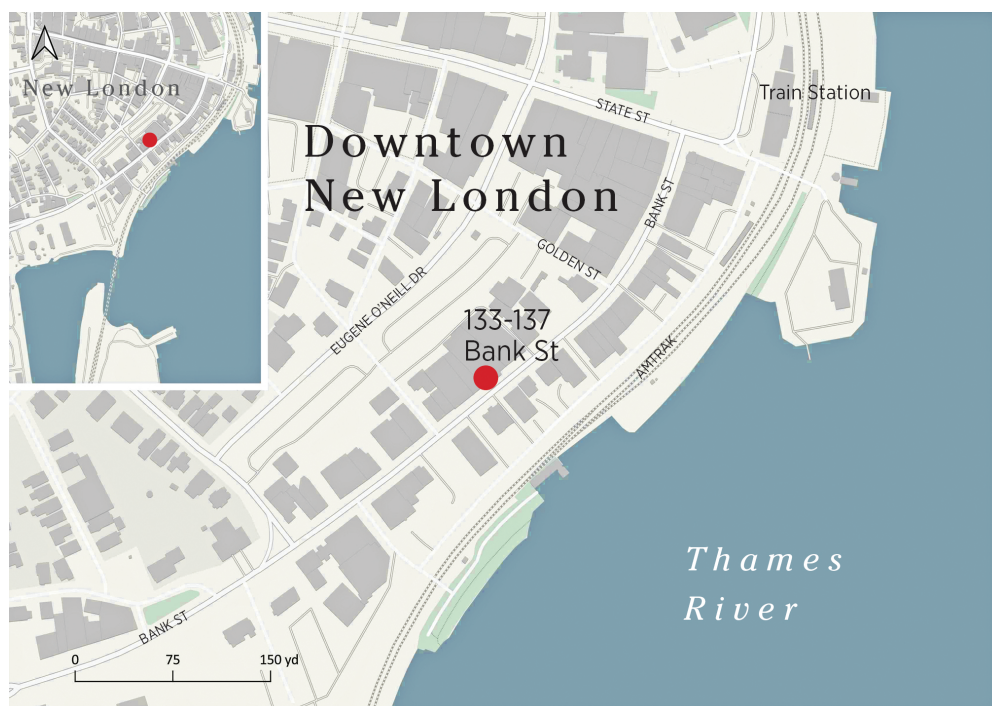 New London
Downtown
New London
STATE ST
Train Station
BANK ST
GOLDEN ST
EUGENE O'NEILL DR
133-137
Bank St
AMTRAK
Thames
River
BANK ST
0 75 150 yd